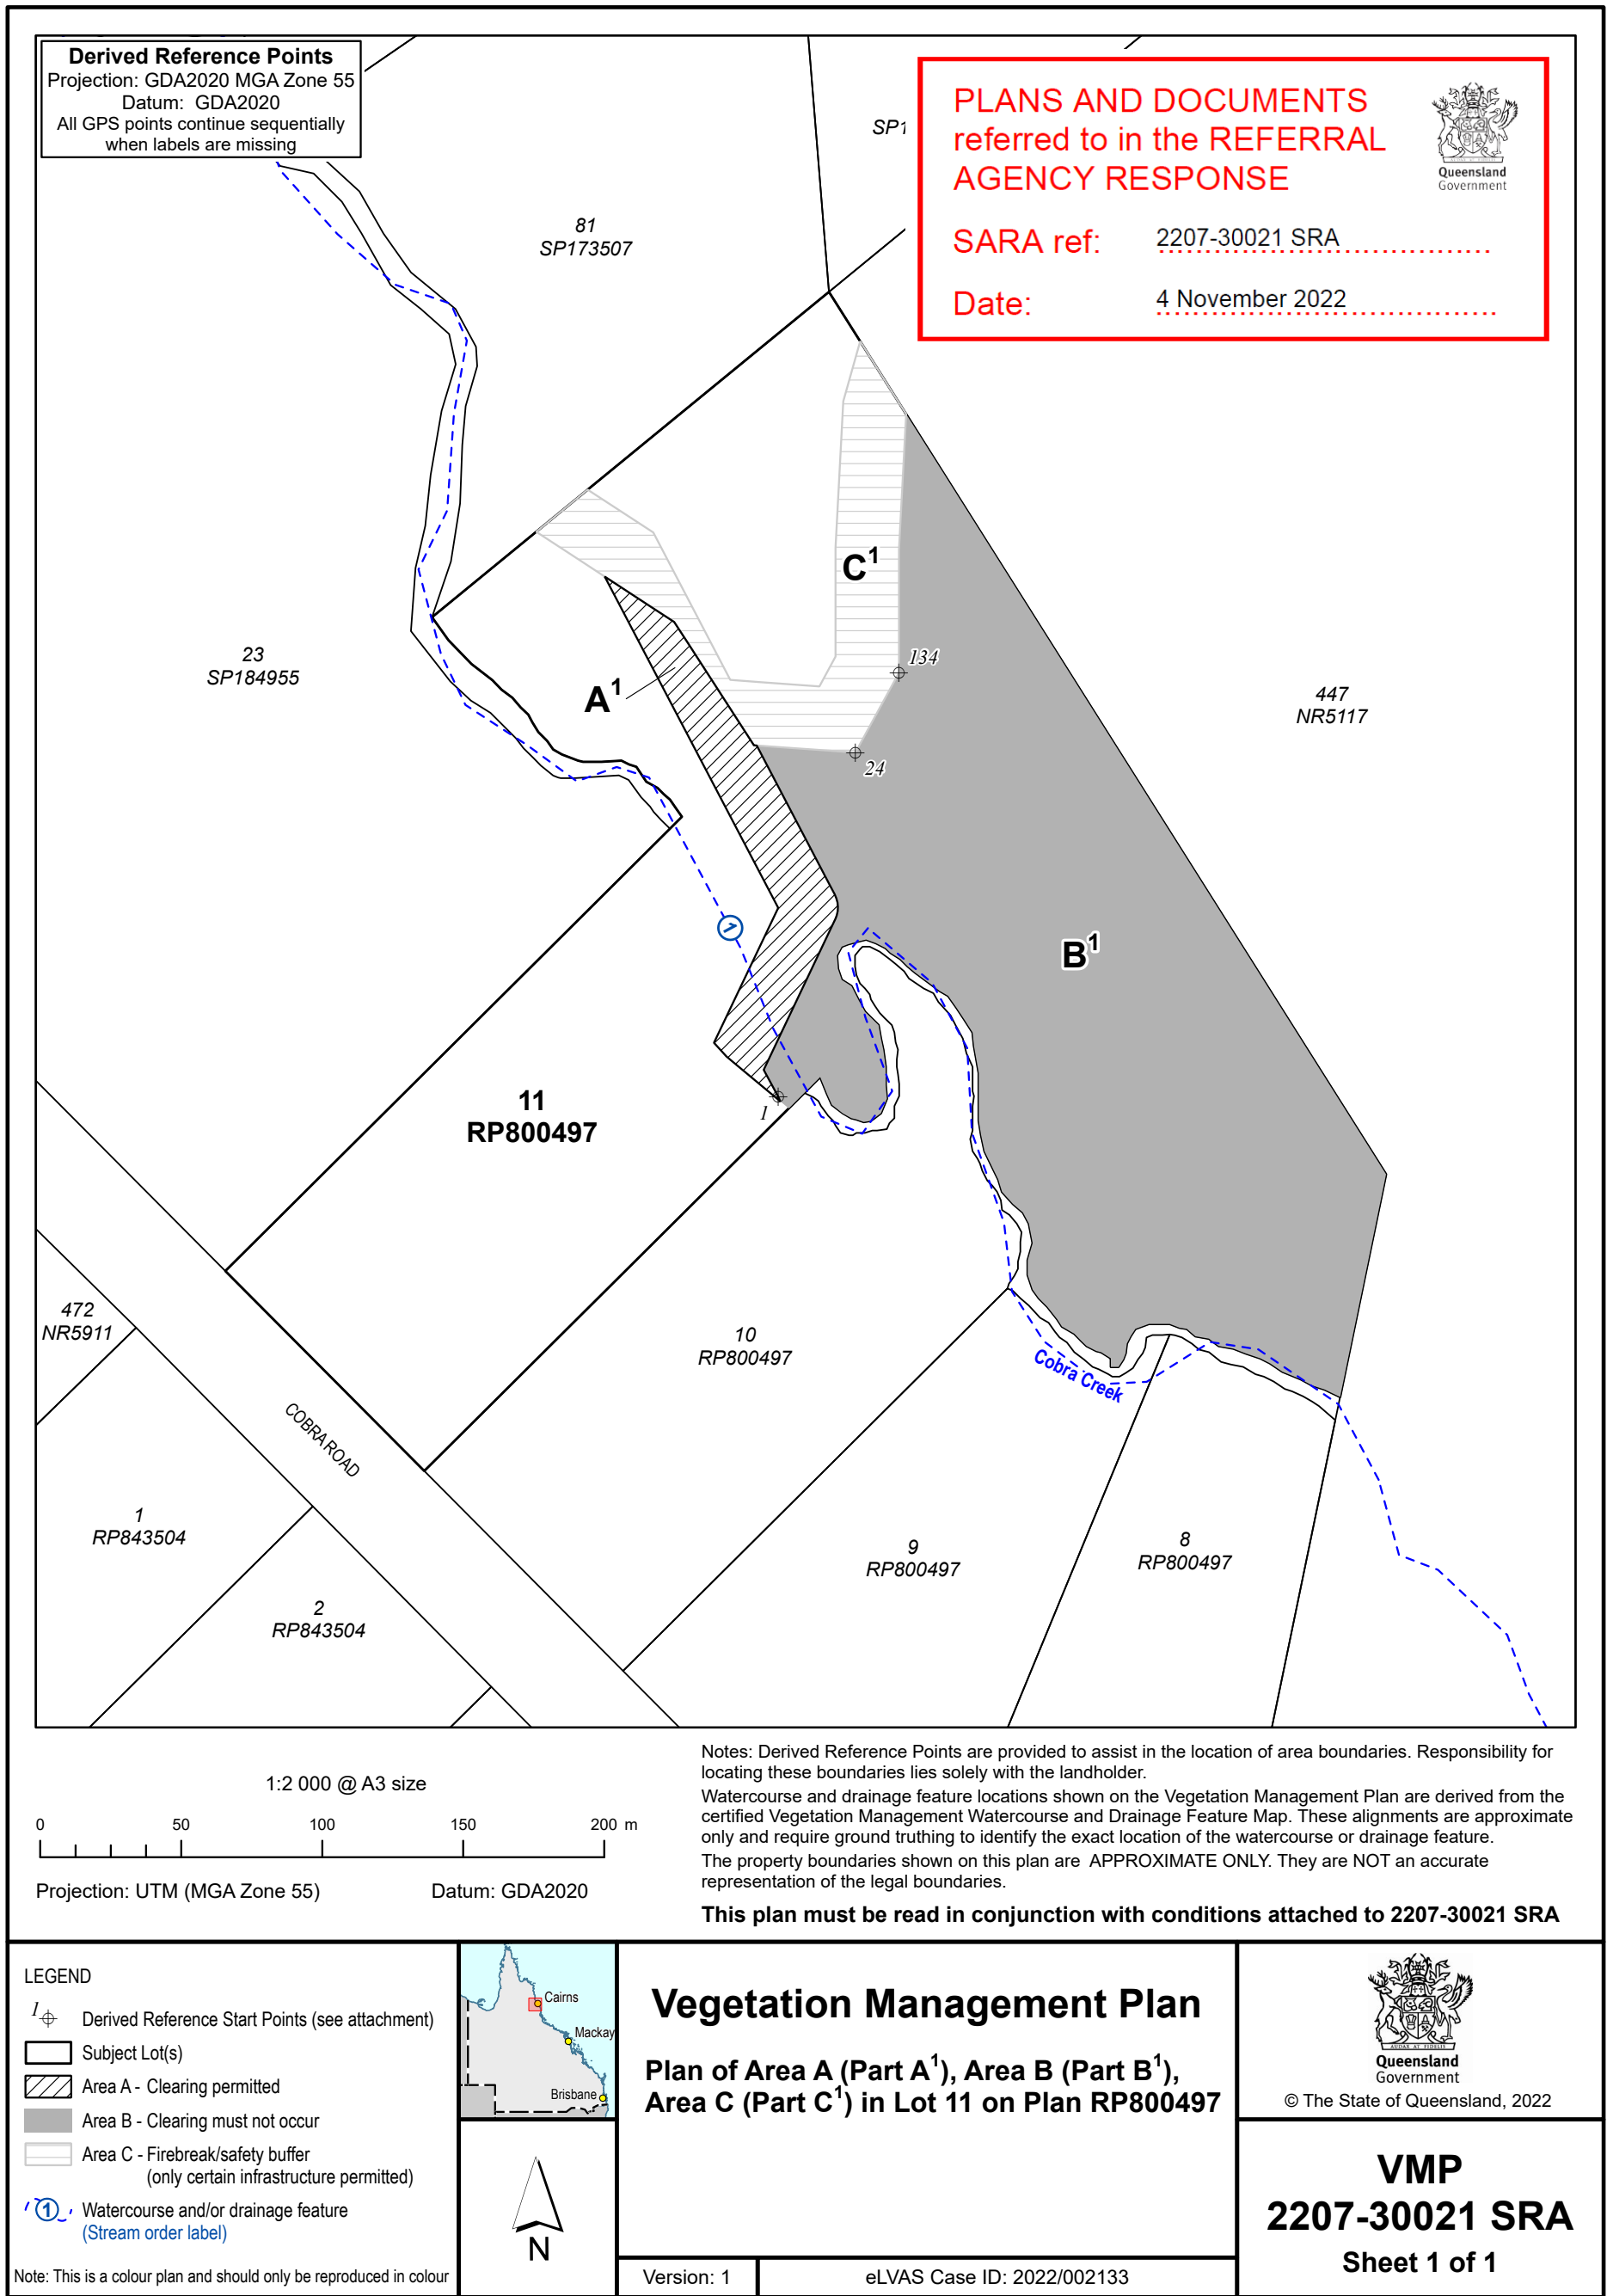 Derived Reference Points
Projection: GDA2020 MGA Zone 55
Datum: GDA2020
All GPS points continue sequentially
when labels are missing
PLANS AND DOCUMENTS
referred to in the REFERRAL
AGENCY RESPONSE
SARA ref: 2207-30021 SRA
Date: 4 November 2022
Queensland
Government
SP1
81
SP173507
C¹
134
23
SP184955
A¹
447
NR5117
24
1
B¹
1
11
RP800497
472
NR5911
10
RP800497
Cobra Creek
COBRA ROAD
1
RP843504
9
RP800497
8
RP800497
2
RP843504
1:2 000 @ A3 size
0 50 100 150 200 m
Projection: UTM (MGA Zone 55) Datum: GDA2020
Notes: Derived Reference Points are provided to assist in the location of area boundaries. Responsibility for
locating these boundaries lies solely with the landholder.
Watercourse and drainage feature locations shown on the Vegetation Management Plan are derived from the
certified Vegetation Management Watercourse and Drainage Feature Map. These alignments are approximate
only and require ground truthing to identify the exact location of the watercourse or drainage feature.
The property boundaries shown on this plan are APPROXIMATE ONLY. They are NOT an accurate
representation of the legal boundaries.
This plan must be read in conjunction with conditions attached to 2207-30021 SRA
LEGEND
1 Derived Reference Start Points (see attachment)
Subject Lot(s)
Area A - Clearing permitted
Area B - Clearing must not occur
Area C - Firebreak/safety buffer
(only certain infrastructure permitted)
1 Watercourse and/or drainage feature
(Stream order label)
Note: This is a colour plan and should only be reproduced in colour
Cairns
Mackay
Brisbane
N
Vegetation Management Plan
Plan of Area A (Part A¹), Area B (Part B¹),
Area C (Part C¹) in Lot 11 on Plan RP800497
Version: 1
eLVAS Case ID: 2022/002133
AUDAX AT FIDELIS
Queensland
Government
© The State of Queensland, 2022
VMP
2207-30021 SRA
Sheet 1 of 1